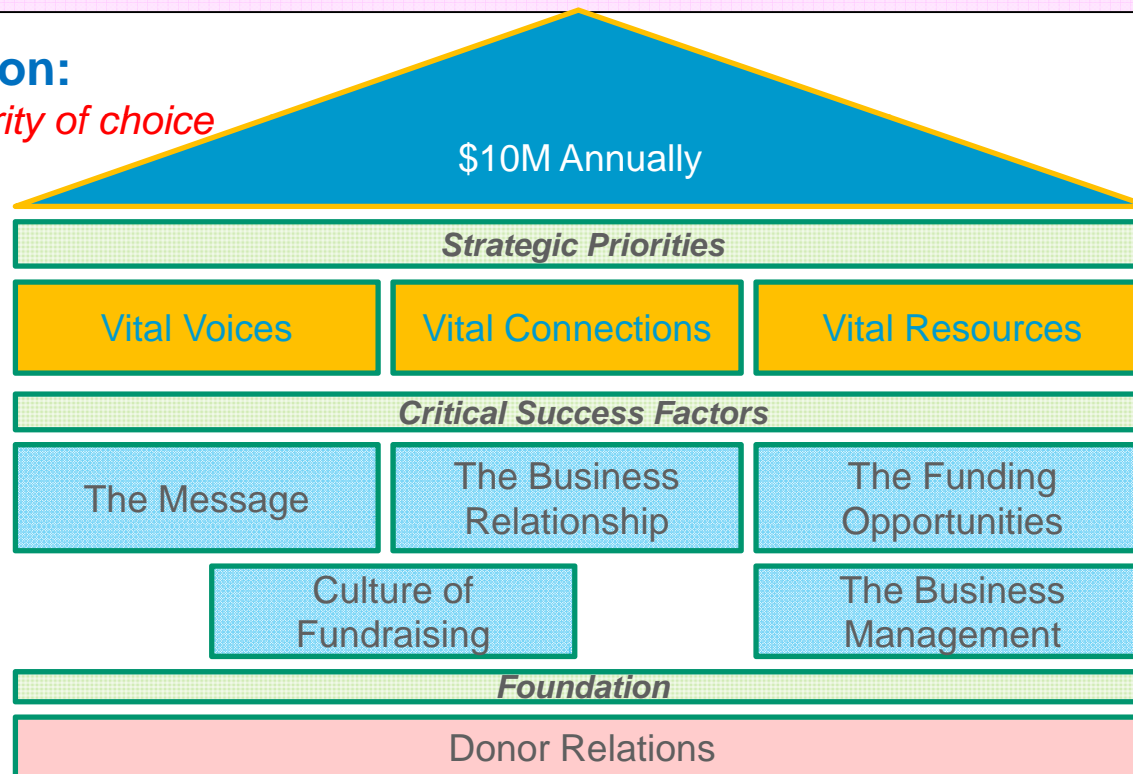 on:
rity of choice
$10M Annually
Strategic Priorities
Vital Voices
Vital Connections
Vital Resources
Critical Success Factors
The Message
The Business
Relationship
The Funding
Opportunities
Culture of
Fundraising
The Business
Management
Foundation
Donor Relations